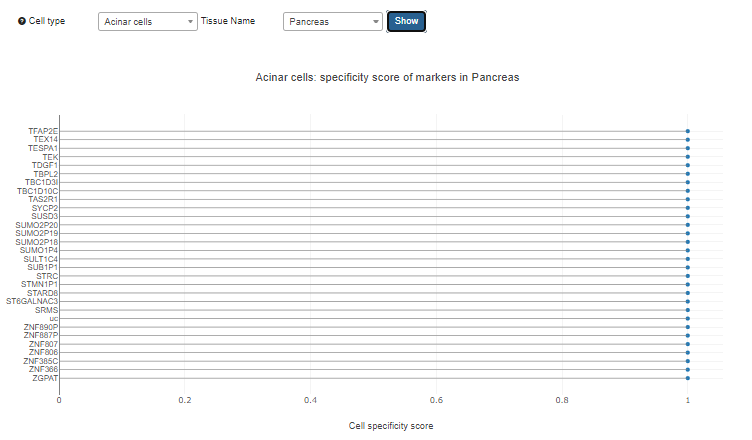 ? Cell type Acinar cells Tissue Name Pancreas Show
Acinar cells: specificity score of markers in Pancreas
TFAP2E
TEX14
TESPA1
TEK
TDGF1
TBPL2
TBC1D3I
TBC1D10C
TAS2R1
SYCP2
SUSD3
SUMO2P20
SUMO2P19
SUMO2P18
SUMO1P4
SULT1C4
SUB1P1
STRC
STMN1P1
STARD8
ST6GALNAC3
SRMS
uc
ZNF890P
ZNF887P
ZNF807
ZNF806
ZNF385C
ZNF366
ZGPAT
0 0.2 0.4 0.6 0.8 1
Cell specificity score